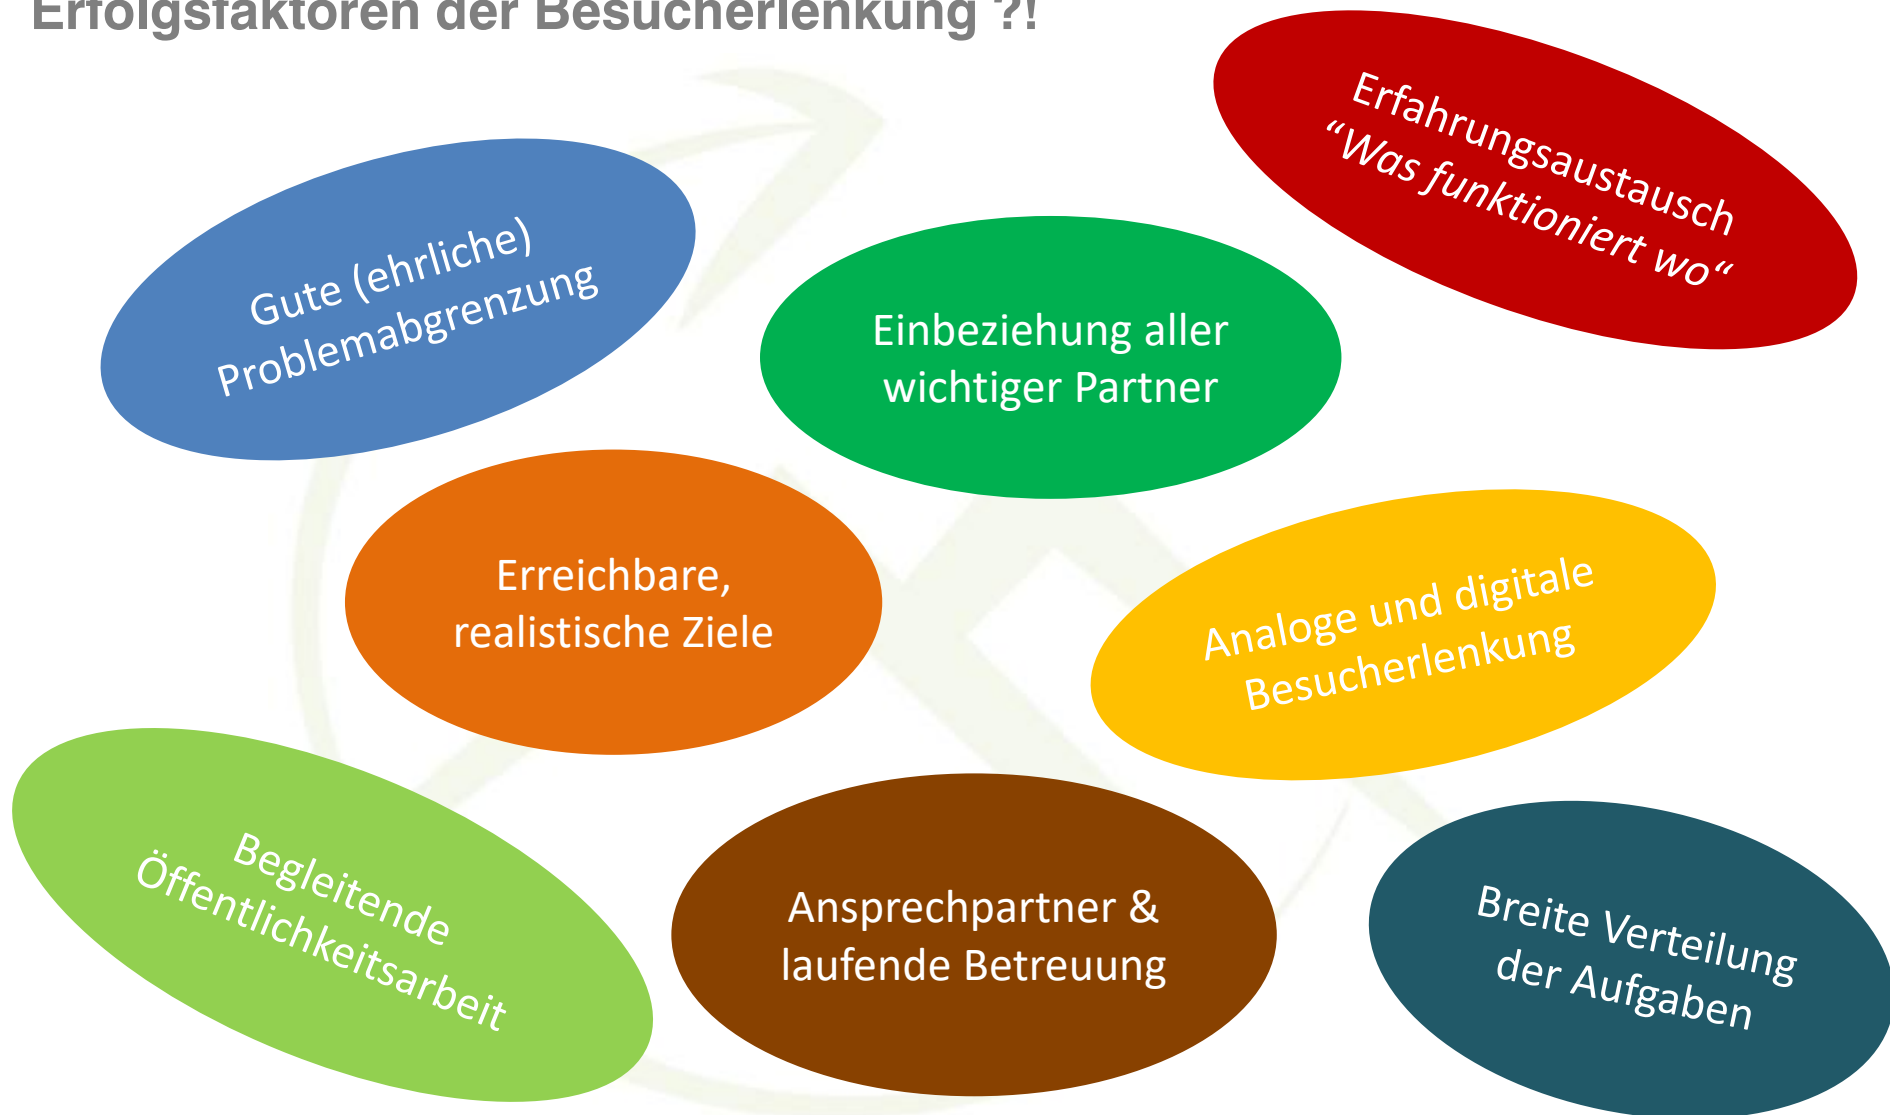 Erfolgsfaktoren der Besucherlenkung ?!
Erfahrungsaustausch
“Was funktioniert wo“
Gute (ehrliche)
Problemabgrenzung
Einbeziehung aller
wichtiger Partner
Erreichbare,
realistische Ziele
Analoge und digitale
Besucherlenkung
Begleitende
Öffentlichkeitsarbeit
Ansprechpartner &
laufende Betreuung
Breite Verteilung
der Aufgaben